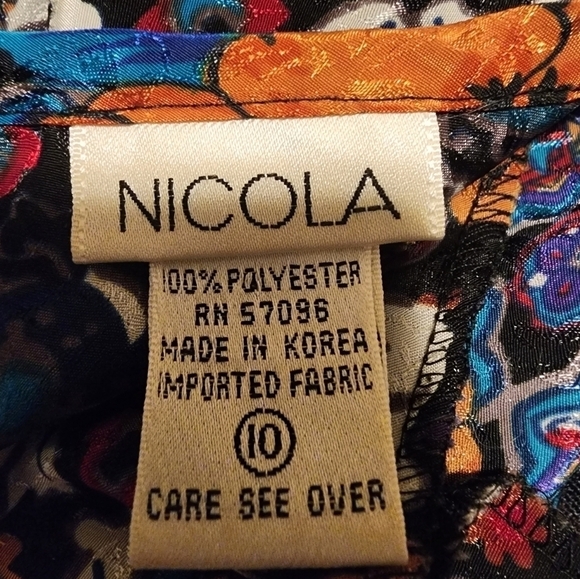 NICOLA
100% POLYESTER
RN 57096
MADE IN KOREA
IMPORTED FABRIC
10
CARE SEE OVER